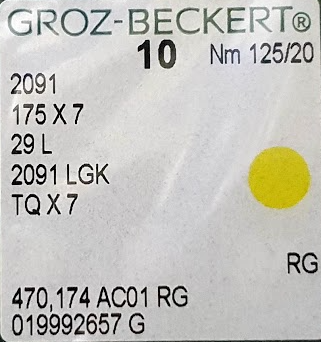 GROZ-BECKERT®
10 Nm 125/20
2091
175 X 7
29 L
2091 LGK
TQ X 7
RG
470,174 AC01 RG
019992657 G